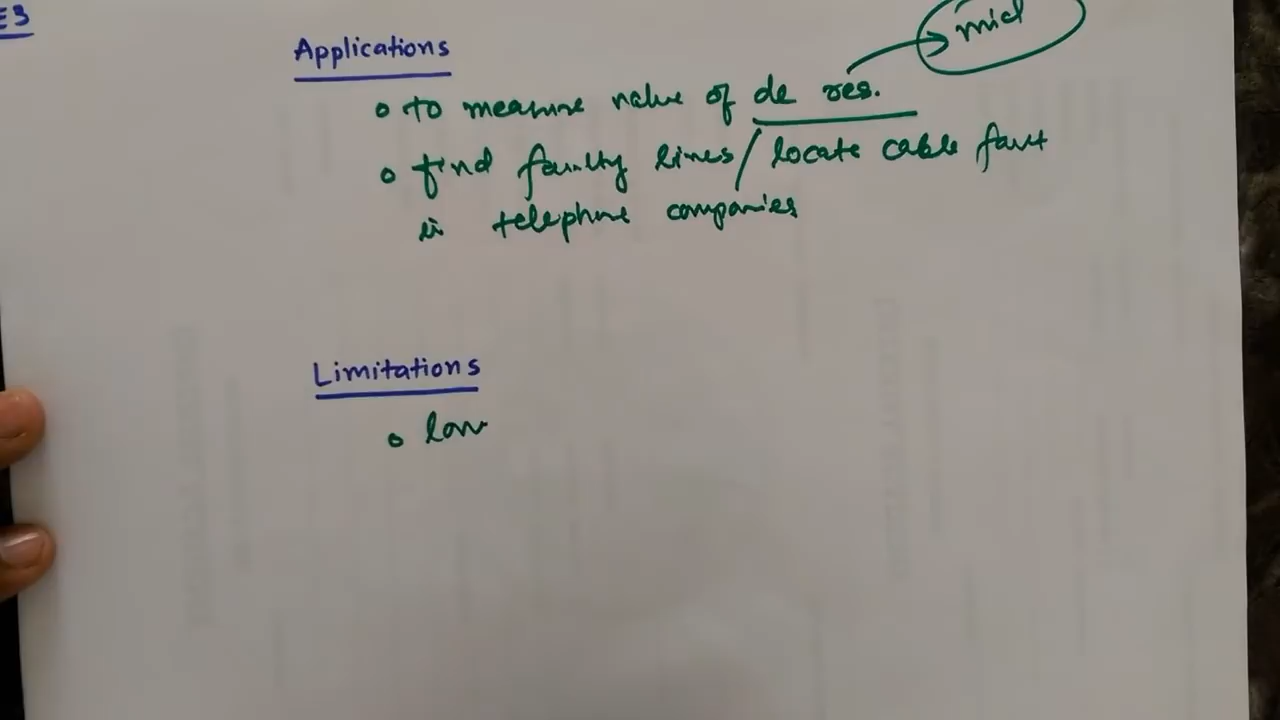 E3
mid
Applications
o to measure value of dc res.
o find faulty lines/locate cable fault
in telephone companies
Limitations
o low